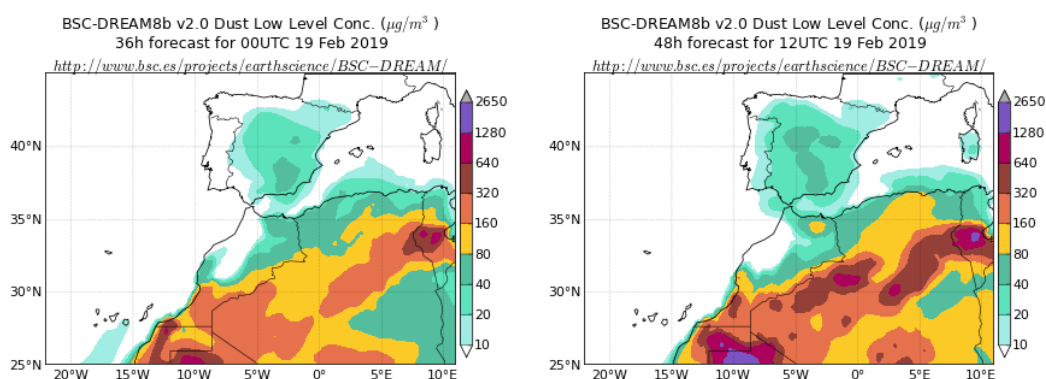 BSC-DREAM8b v2.0 Dust Low Level Conc. (μg/m³ )
36h forecast for 00UTC 19 Feb 2019
http://www.bsc.es/projects/earthscience/BSC−DREAM/
40°N
35°N
30°N
25°N
20°W
15°W
10°W
5°W
0°
5°E
10°E
2650
1280
640
320
160
80
40
20
10
BSC-DREAM8b v2.0 Dust Low Level Conc. (μg/m³ )
48h forecast for 12UTC 19 Feb 2019
http://www.bsc.es/projects/earthscience/BSC−DREAM/
40°N
35°N
30°N
25°N
20°W
15°W
10°W
5°W
0°
5°E
10°E
2650
1280
640
320
160
80
40
20
10